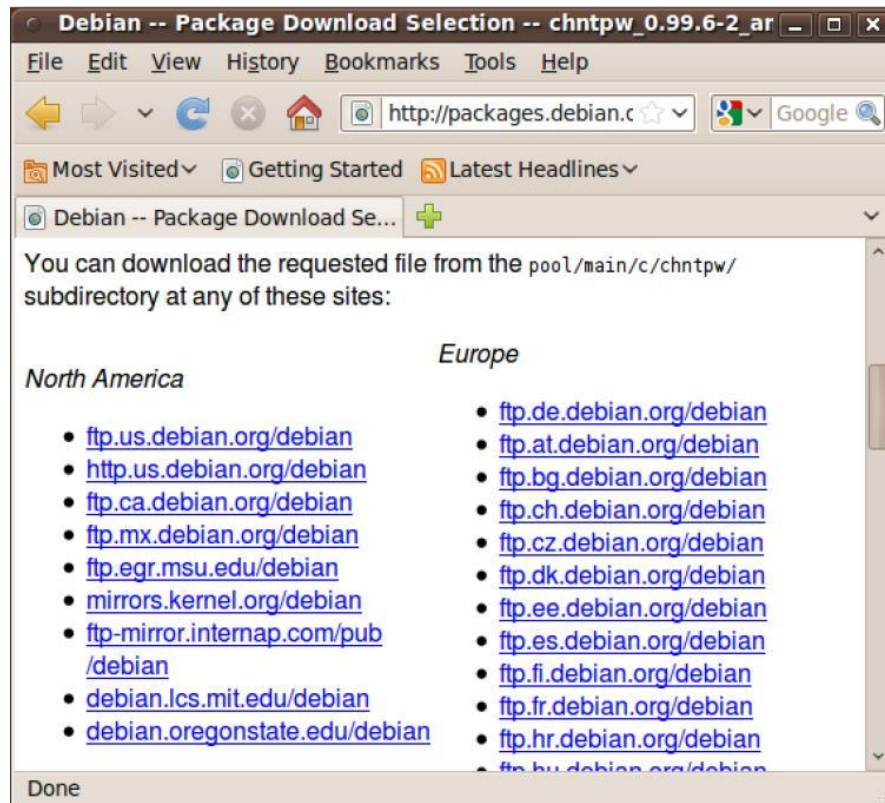 Debian -- Package Download Selection -- chntpw_0.99.6-2_ar
File Edit View History Bookmarks Tools Help
http://packages.debian.c
Google
Most Visited
Getting Started
Latest Headlines
Debian -- Package Download Se...
You can download the requested file from the pool/main/c/chntpw/
subdirectory at any of these sites:
North America
ftp.us.debian.org/debian
http.us.debian.org/debian
ftp.ca.debian.org/debian
ftp.mx.debian.org/debian
ftp.egr.msu.edu/debian
mirrors.kernel.org/debian
ftp-mirror.internap.com/pub
/debian
debian.lcs.mit.edu/debian
debian.oregonstate.edu/debian
Europe
ftp.de.debian.org/debian
ftp.at.debian.org/debian
ftp.bg.debian.org/debian
ftp.ch.debian.org/debian
ftp.cz.debian.org/debian
ftp.dk.debian.org/debian
ftp.ee.debian.org/debian
ftp.es.debian.org/debian
ftp.fi.debian.org/debian
ftp.fr.debian.org/debian
ftp.hr.debian.org/debian
ftp.hu.debian.org/debian
Done